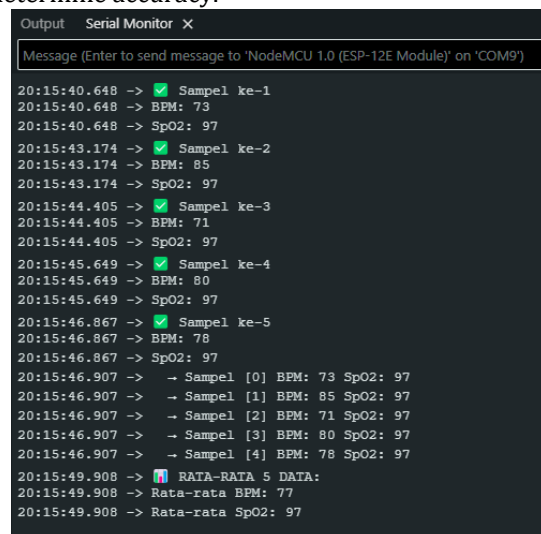 determine accuracy.
Output Serial Monitor ×
Message (Enter to send message to 'NodeMCU 1.0 (ESP-12E Module)' on 'COM9')
20:15:40.648 -> ✅ Sampel ke-1
20:15:40.648 -> BPM: 73
20:15:40.648 -> SpO2: 97
20:15:43.174 -> ✅ Sampel ke-2
20:15:43.174 -> BPM: 85
20:15:43.174 -> SpO2: 97
20:15:44.405 -> ✅ Sampel ke-3
20:15:44.405 -> BPM: 71
20:15:44.405 -> SpO2: 97
20:15:45.649 -> ✅ Sampel ke-4
20:15:45.649 -> BPM: 80
20:15:45.649 -> SpO2: 97
20:15:46.867 -> ✅ Sampel ke-5
20:15:46.867 -> BPM: 78
20:15:46.867 -> SpO2: 97
20:15:46.907 -> → Sampel [0] BPM: 73 SpO2: 97
20:15:46.907 -> → Sampel [1] BPM: 85 SpO2: 97
20:15:46.907 -> → Sampel [2] BPM: 71 SpO2: 97
20:15:46.907 -> → Sampel [3] BPM: 80 SpO2: 97
20:15:46.907 -> → Sampel [4] BPM: 78 SpO2: 97
20:15:49.908 -> 📊 RATA-RATA 5 DATA:
20:15:49.908 -> Rata-rata BPM: 77
20:15:49.908 -> Rata-rata SpO2: 97